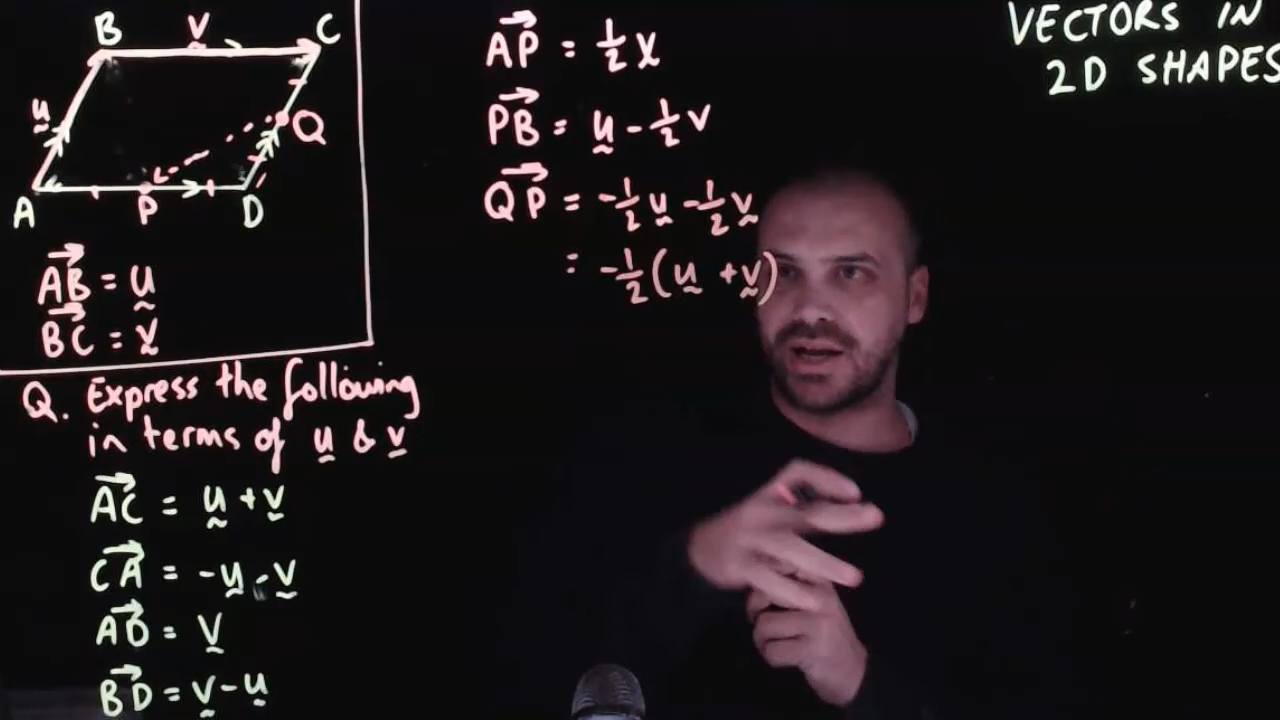 B v C
u
Q
A P D
AB = u
BC = v
Q. Express the following
in terms of u & v
AC = u + v
CA = -u - v
AD = v
BD = v - u
AP = ½ v
PB = u - ½ v
QP = -½ u - ½ v
= -½ (u + v)
VECTORS IN
2D SHAPES